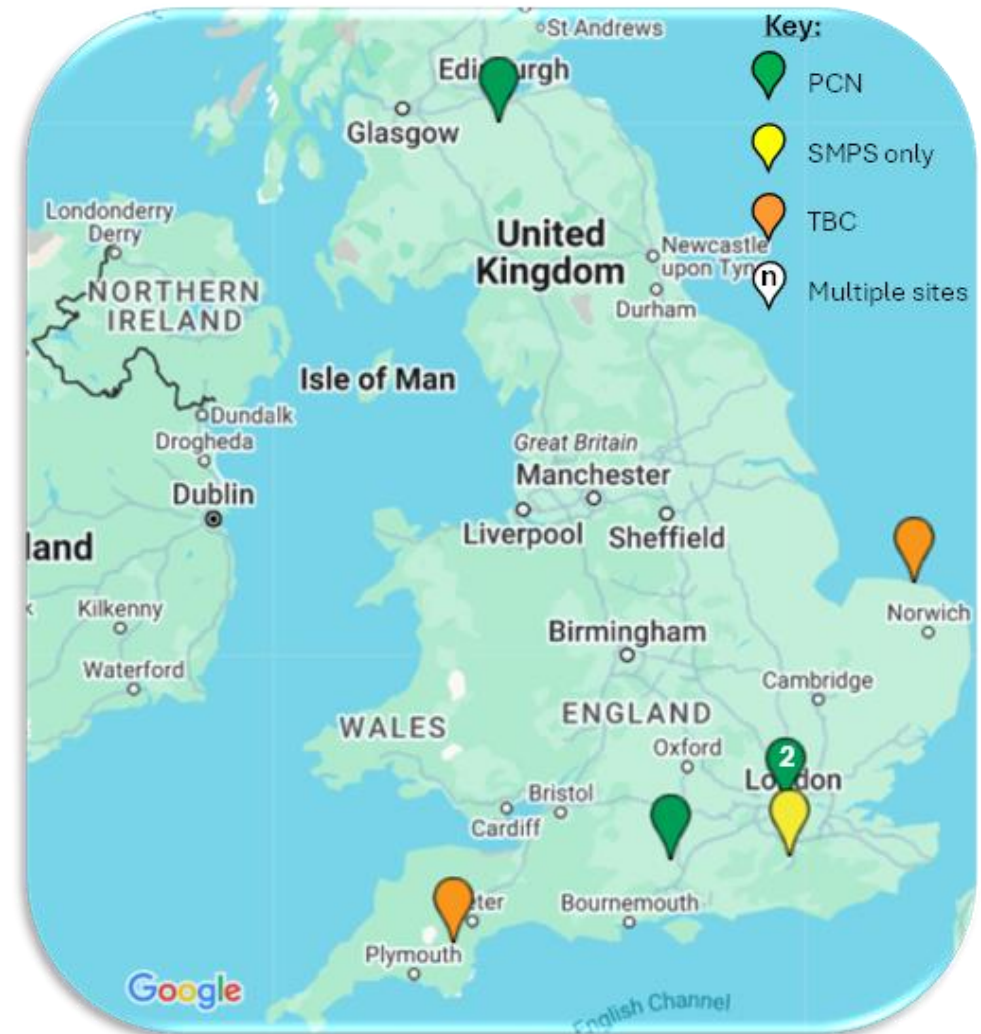 St Andrews
Key:
Edinburgh
PCN
Glasgow
SMPS only
Londonderry
Derry
TBC
United
Kingdom
Newcastle
upon Tyn
n
Multiple sites
NORTHERN
IRELAND
Durham
Isle of Man
Dundalk
Drogheda
Great Britain
Manchester
Dublin
Liverpool
Sheffield
land
Kilkenny
Norwich
Birmingham
Waterford
Cambridge
WALES
ENGLAND
Oxford
2
London
Bristol
Cardiff
eter
Bournemouth
Plymouth
Google
English Channel